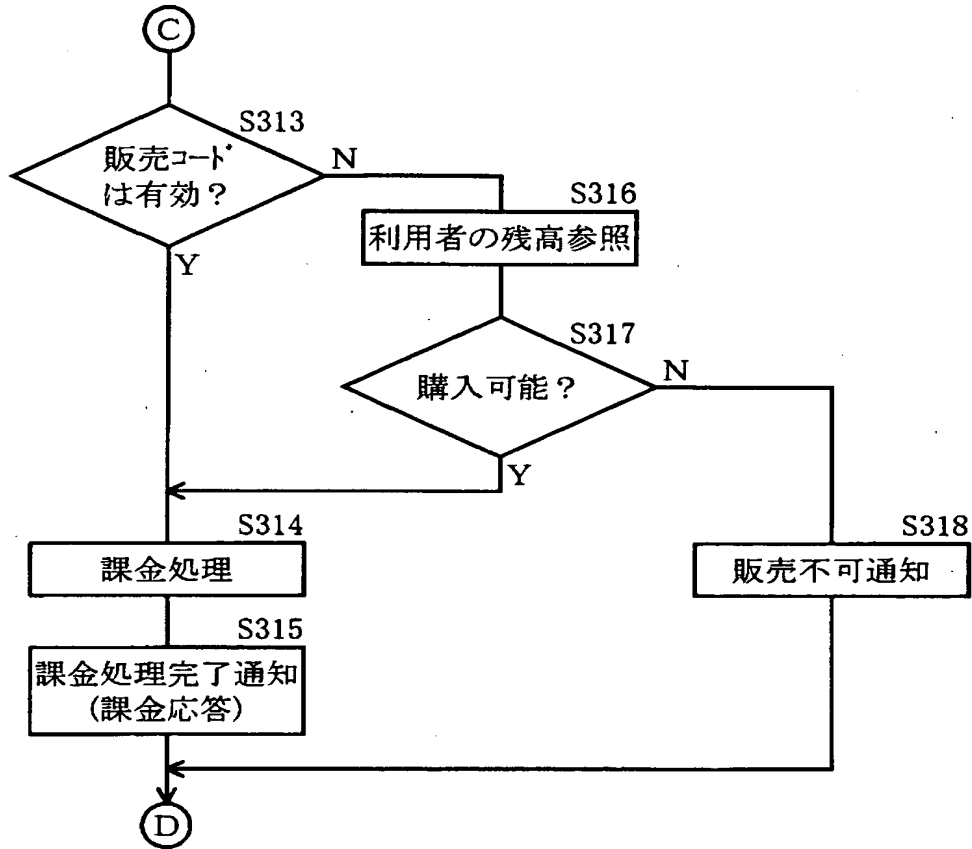 C
S313
販売コード
は有効？
N
Y
S316
利用者の残高参照
S317
購入可能？
N
Y
S314
課金処理
S318
販売不可通知
S315
課金処理完了通知
(課金応答)
D